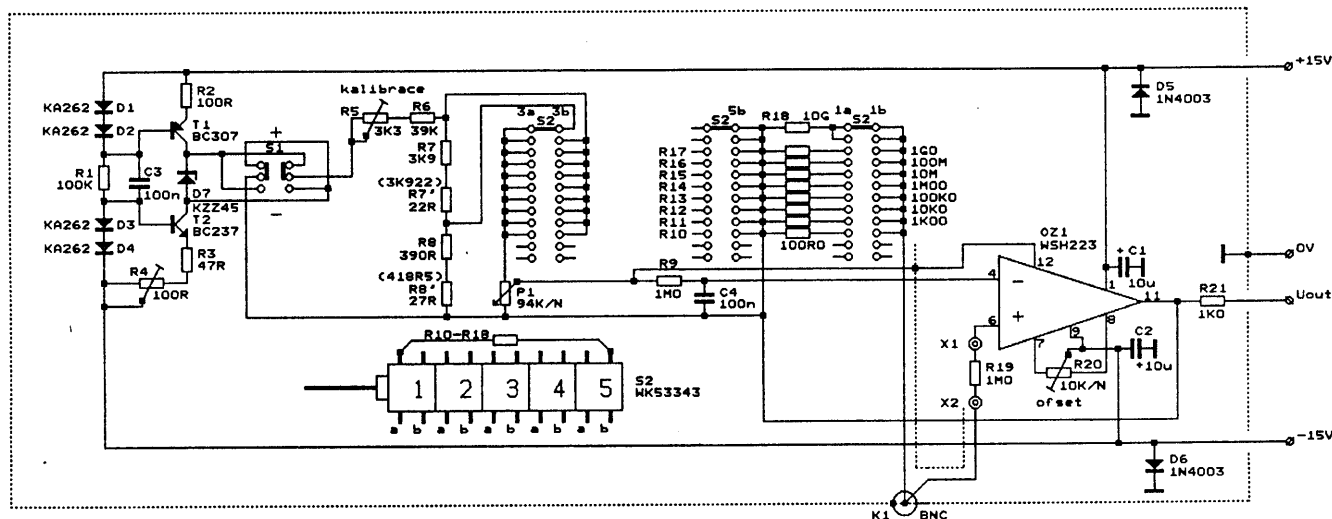 +15V
D5
1N4003
KA262 D1
KA262 D2
R2
100R
T1
BC307
R1
100K
C3
100n
D7
KZZ45
T2
BC237
KA262 D3
KA262 D4
R3
47R
R4
100R
+
S1
-
kalibrace
R5
3K3
R6
39K
R7
3K9
(3K922)
R7'
22R
R8
390R
(418R5)
R8'
27R
3a 3b
S2
P1
94K/N
5b
S2
R18 10G
1a 1b
S2
R17
R16
R15
R14
R13
R12
R11
R10
1G0
100M
10M
1M00
100K0
10K0
1K00
100R0
R9
1M0
C4
100n
OZ1
WSH223
12
4
-
6
+
7
9
8
1
11
+ C1
10u
C2
+10u
R20
10K/N
ofset
R21
1K0
0V
Uout
X1
R19
1M0
X2
R10-R18
1 2 3 4 5
a b a b a b a b a b
S2
WK53343
-15V
D6
1N4003
K1 BNC